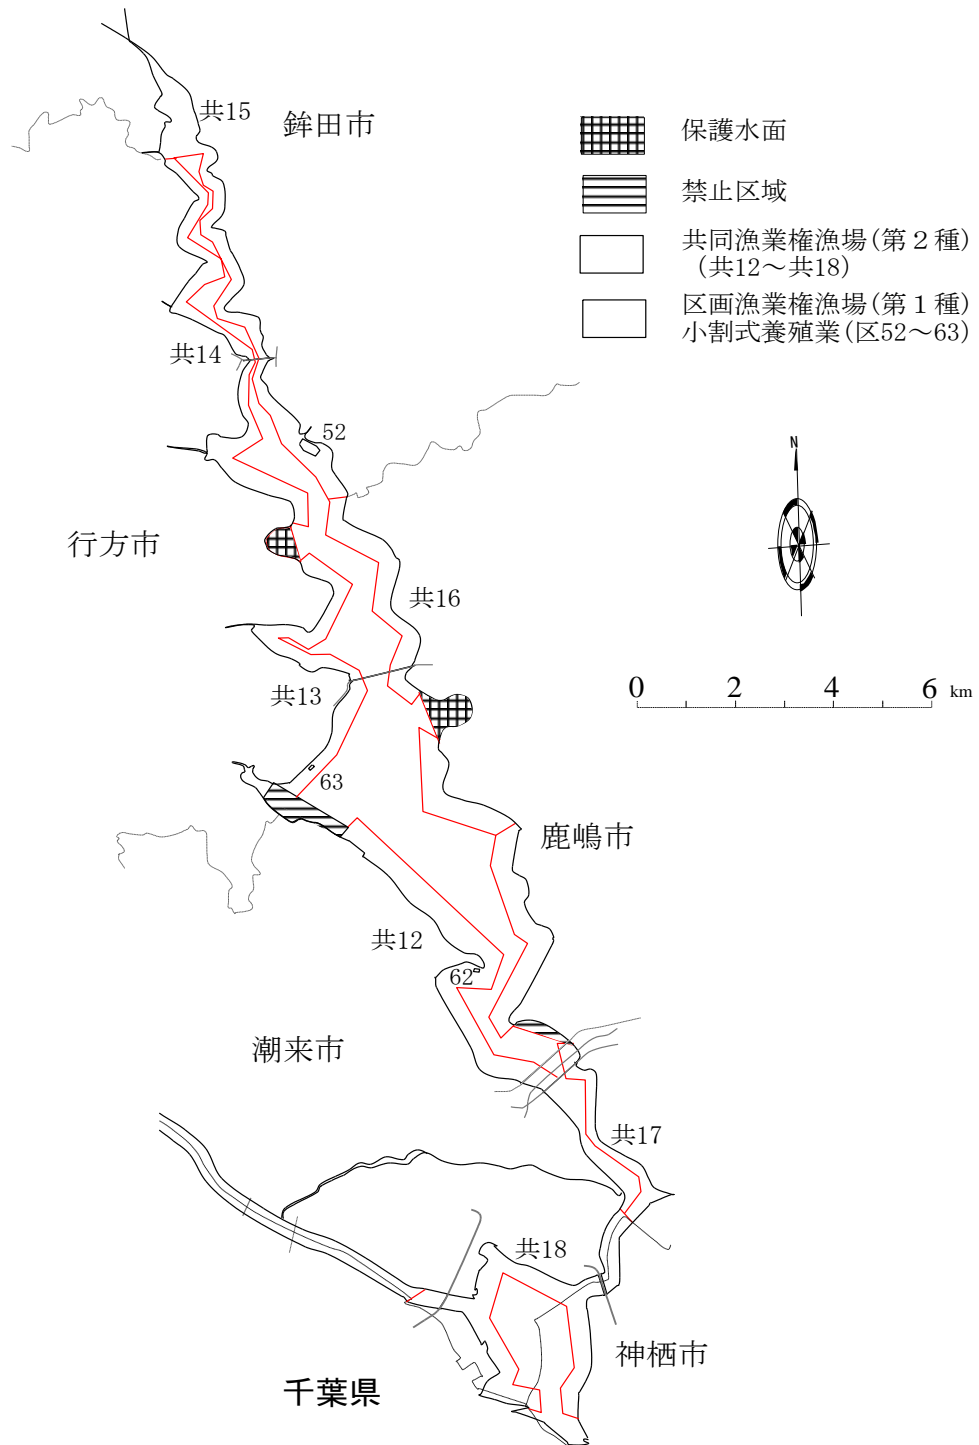 共15
鉾田市
保護水面
禁止区域
共同漁業権漁場(第２種)
（共12～共18）
区画漁業権漁場(第１種)
小割式養殖業(区52～63)
共14
52
N
行方市
共16
共13
0 2 4 6 km
63
鹿嶋市
共12
62
潮来市
共17
共18
神栖市
千葉県